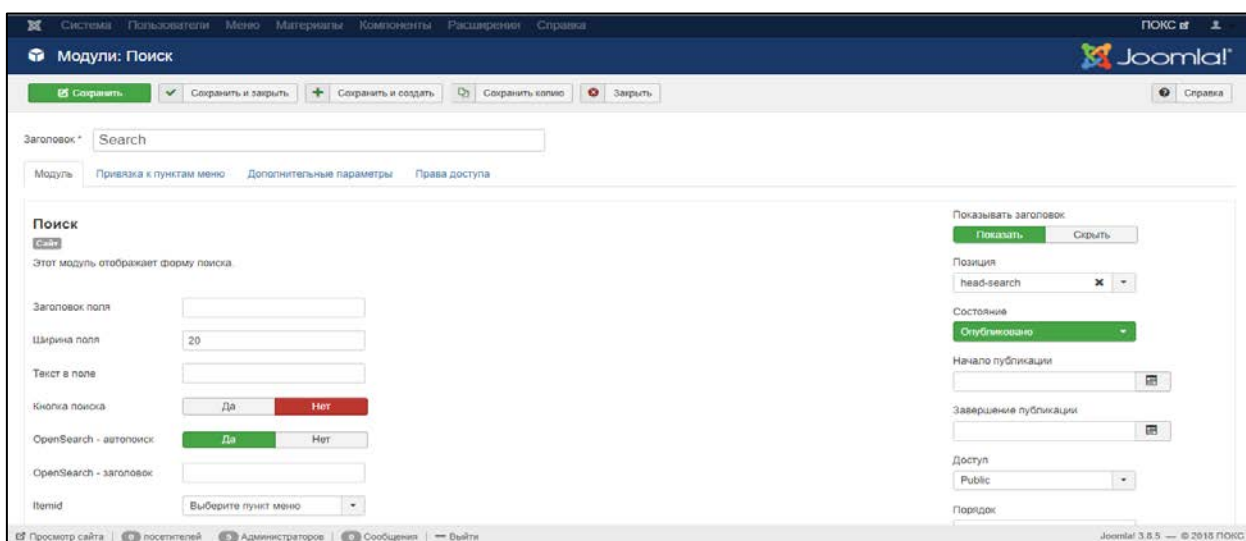 Система Пользователи Меню Материалы Компоненты Расширения Справка ПОКС
Модули: Поиск Joomla!
Сохранить Сохранить и закрыть Сохранить и создать Сохранить копию Закрыть Справка
Заголовок * Search
Модуль Привязка к пунктам меню Дополнительные параметры Права доступа
Поиск
Сайт
Этот модуль отображает форму поиска.
Заголовок поля
Ширина поля 20
Текст в поле
Кнопка поиска Да Нет
OpenSearch - автопоиск Да Нет
OpenSearch - заголовок
Itemid Выберите пункт меню
Показывать заголовок
Показать Скрыть
Позиция
head-search
Состояние
Опубликовано
Начало публикации
Завершение публикации
Доступ
Public
Порядок
Просмотр сайта 0 посетителей Администраторов 0 Сообщения Выйти Joomla! 3.8.5 — © 2018 ПОКС